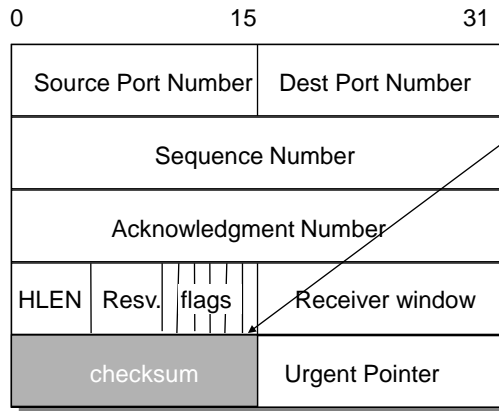 0 15 31
Source Port Number Dest Port Number
Sequence Number
Acknowledgment Number
HLEN Resv. flags Receiver window
checksum Urgent Pointer